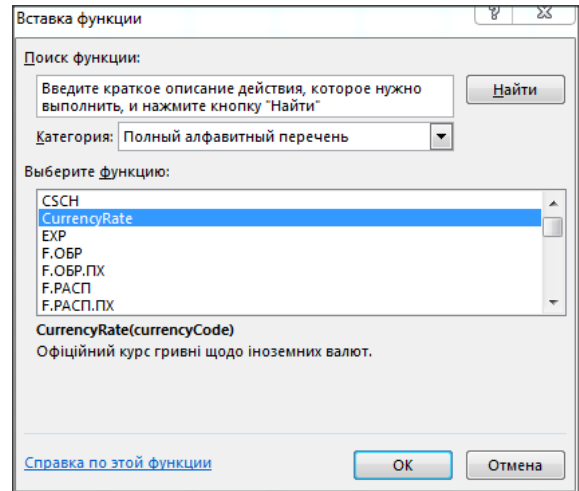 Вставка функции
Поиск функции:
Введите краткое описание действия, которое нужно
выполнить, и нажмите кнопку "Найти"
Найти
Категория: Полный алфавитный перечень
Выберите функцию:
CSCH
CurrencyRate
EXP
F.ОБР
F.ОБР.ПХ
F.РАСП
F.РАСП.ПХ
CurrencyRate(currencyCode)
Офіційний курс гривні щодо іноземних валют.
Справка по этой функции
ОК
Отмена